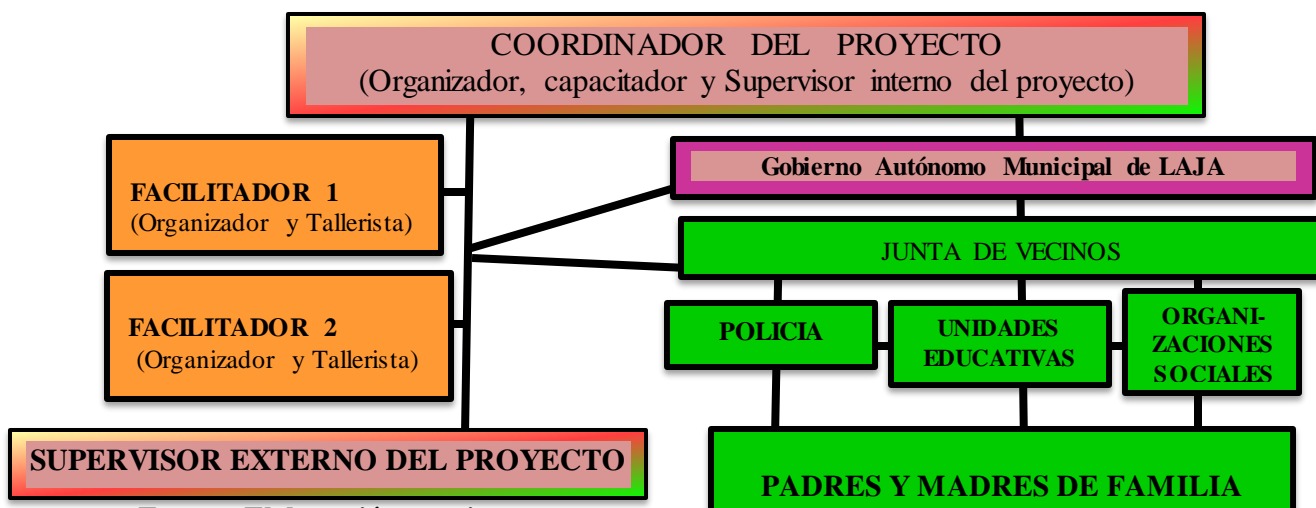 COORDINADOR DEL PROYECTO
(Organizador, capacitador y Supervisor interno del proyecto)
FACILITADOR 1
(Organizador y Tallerista)
Gobierno Autónomo Municipal de LAJA
JUNTA DE VECINOS
FACILITADOR 2
(Organizador y Tallerista)
POLICIA
UNIDADES
EDUCATIVAS
ORGANI-
ZACIONES
SOCIALES
SUPERVISOR EXTERNO DEL PROYECTO
PADRES Y MADRES DE FAMILIA